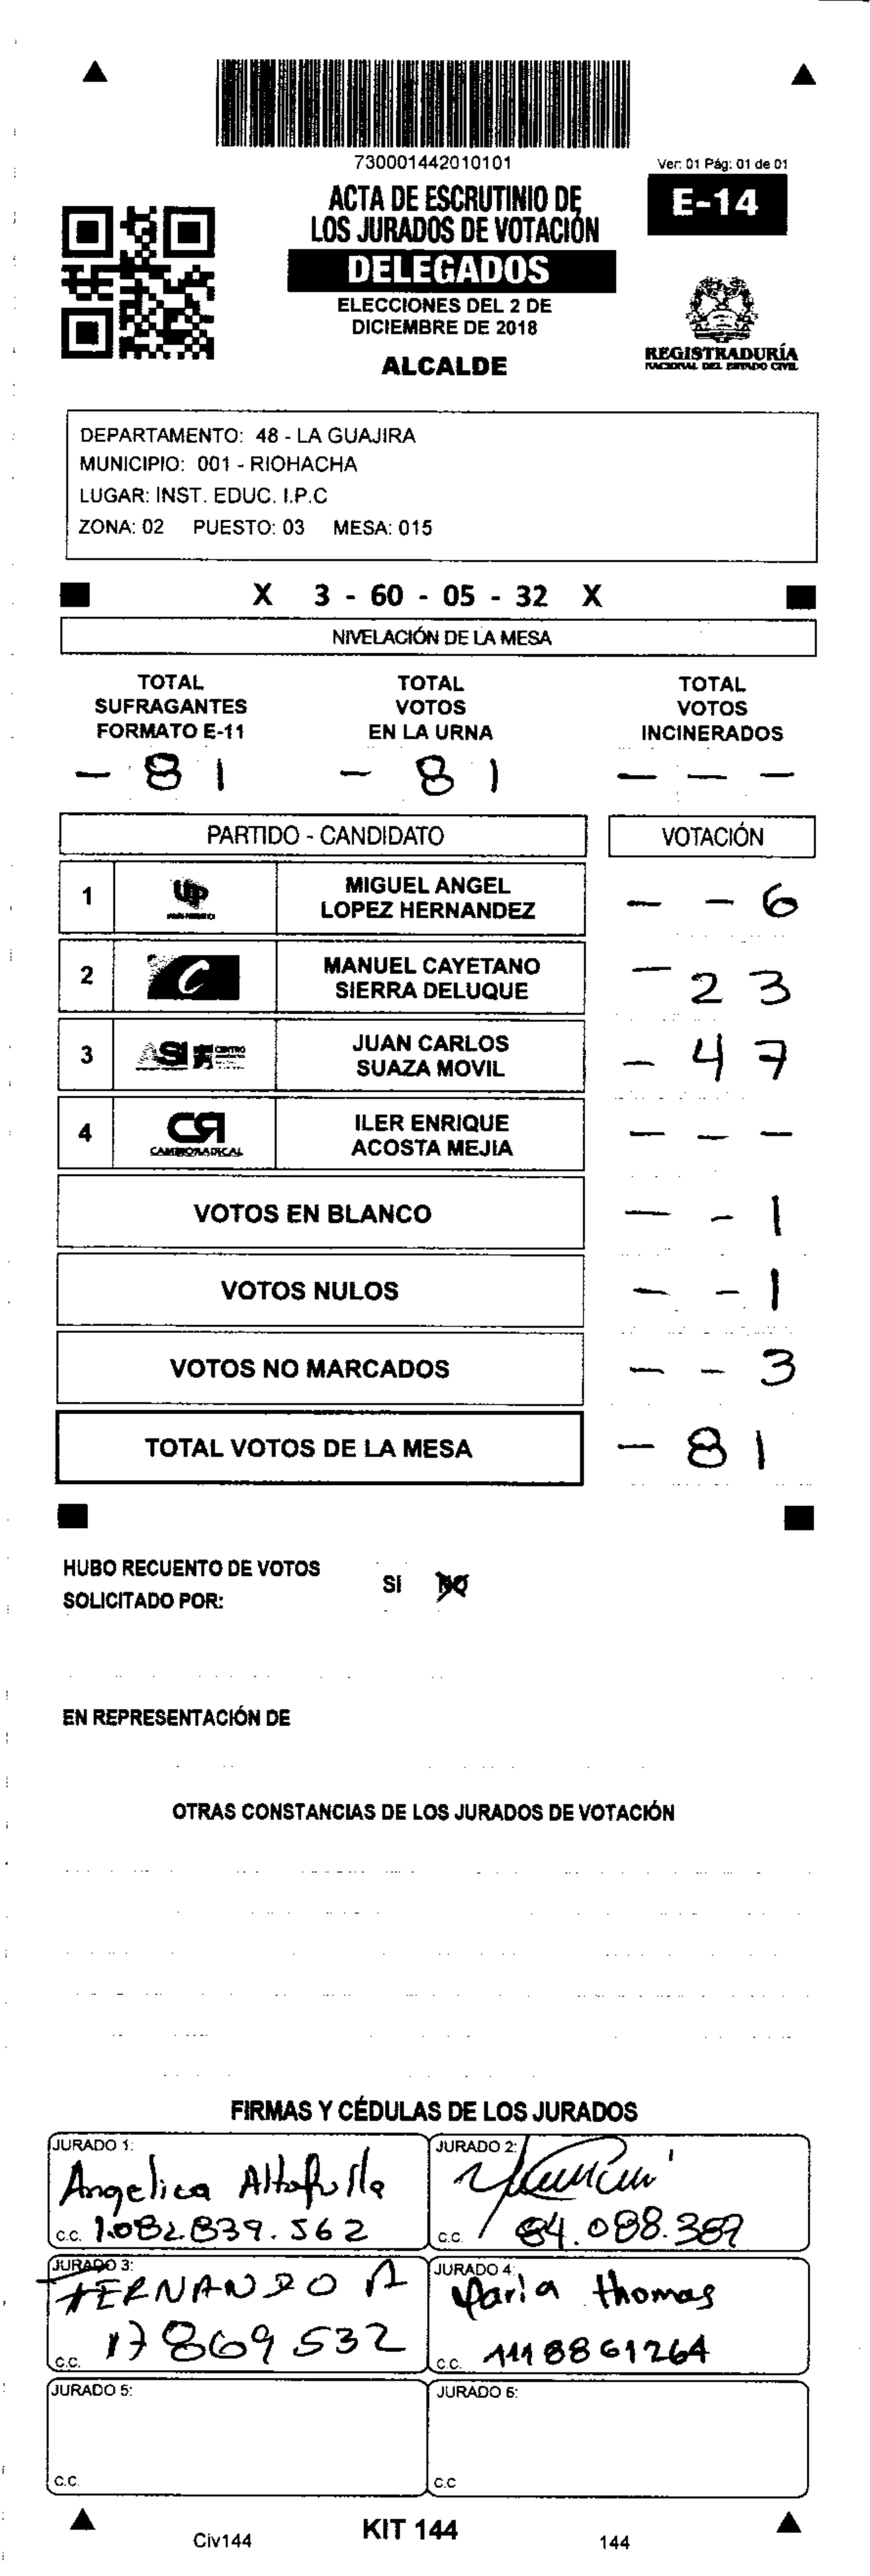 730001442010101
Ver: 01 Pág: 01 de 01
ACTA DE ESCRUTINIO DE
LOS JURADOS DE VOTACIÓN
E-14
DELEGADOS
ELECCIONES DEL 2 DE
DICIEMBRE DE 2018
ALCALDE
REGISTRADURÍA
NACIONAL DEL ESTADO CIVIL
DEPARTAMENTO: 48 - LA GUAJIRA
MUNICIPIO: 001 - RIOHACHA
LUGAR: INST. EDUC. I.P.C
ZONA: 02 PUESTO: 03 MESA: 015
X 3 - 60 - 05 - 32 X
NIVELACIÓN DE LA MESA
TOTAL SUFRAGANTES FORMATO E-11
TOTAL VOTOS EN LA URNA
TOTAL VOTOS INCINERADOS
- 8 1
- 8 1
- - -
PARTIDO - CANDIDATO VOTACIÓN
1 up MIGUEL ANGEL
LOPEZ HERNANDEZ - - 6
2 C MANUEL CAYETANO
SIERRA DELUQUE - 2 3
3 ASI CENTRO JUAN CARLOS
SUAZA MOVIL - 4 7
4 CR CAMBIO RADICAL ILER ENRIQUE
ACOSTA MEJIA - - -
VOTOS EN BLANCO - - 1
VOTOS NULOS - - 1
VOTOS NO MARCADOS - - 3
TOTAL VOTOS DE LA MESA - 8 1
HUBO RECUENTO DE VOTOS SI NO
SOLICITADO POR:
EN REPRESENTACIÓN DE
OTRAS CONSTANCIAS DE LOS JURADOS DE VOTACIÓN
FIRMAS Y CÉDULAS DE LOS JURADOS
JURADO 1:
Angelica Altafulla
C.C. 1.082.839.562
JURADO 2:
C.C. 84.088.389
JURADO 3:
FERNANDO A
C.C. 17869532
JURADO 4:
Maria thomas
C.C. 1118861264
JURADO 5:
C.C.
JURADO 6:
C.C
Civ144 KIT 144 144